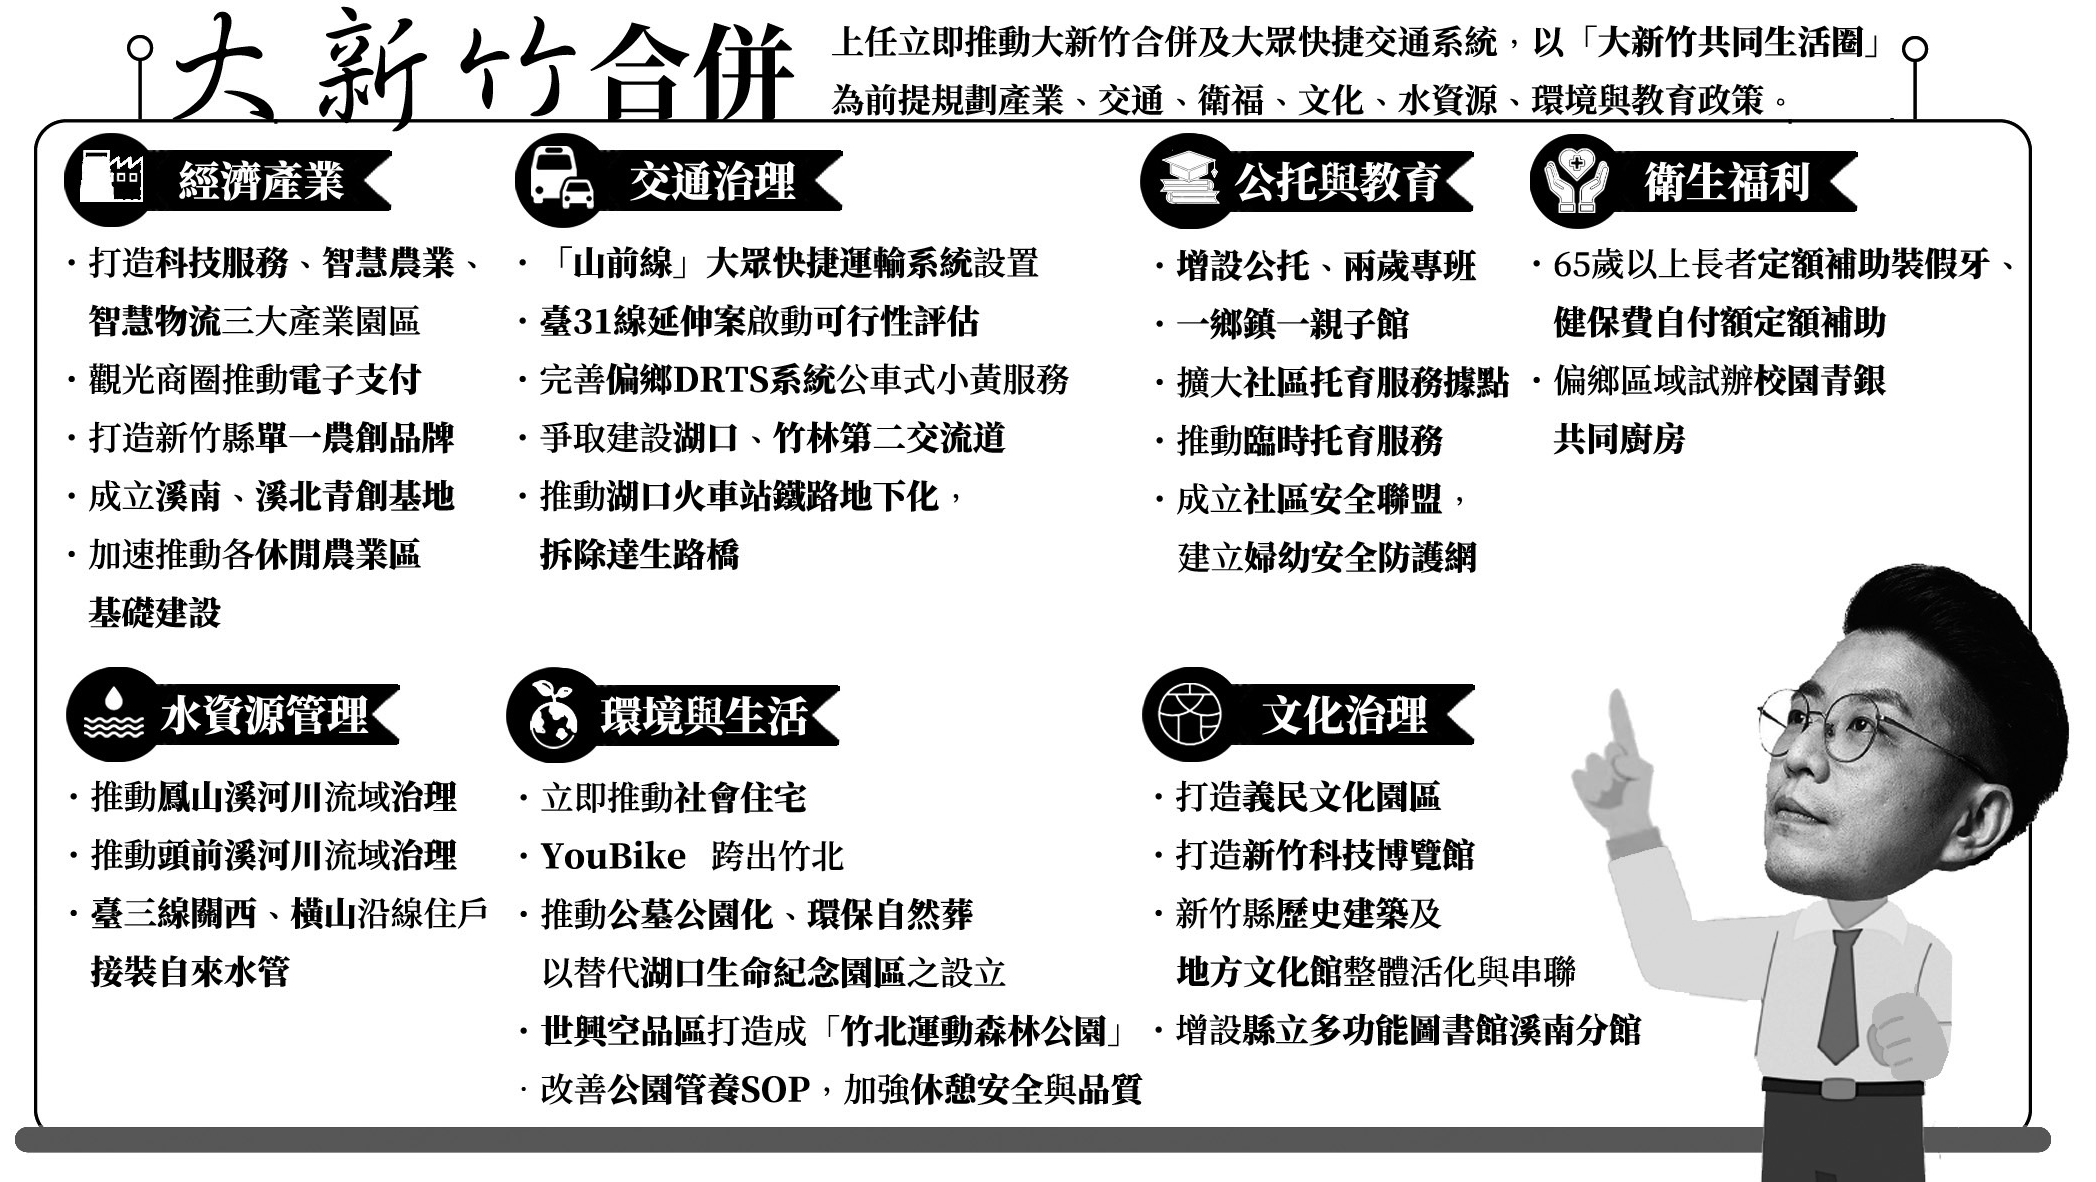 大新竹合併
上任立即推動大新竹合併及大眾快捷交通系統，以「大新竹共同生活圈」
為前提規劃產業、交通、衛福、文化、水資源、環境與教育政策。
經濟產業
・打造科技服務、智慧農業、
智慧物流三大產業園區
・觀光商圈推動電子支付
・打造新竹縣單一農創品牌
・成立溪南、溪北青創基地
・加速推動各休閒農業區
基礎建設
交通治理
・「山前線」大眾快捷運輸系統設置
・臺31線延伸案啟動可行性評估
・完善偏鄉DRTS系統公車式小黃服務
・爭取建設湖口、竹林第二交流道
・推動湖口火車站鐵路地下化，
拆除達生路橋
公托與教育
・增設公托、兩歲專班
・一鄉鎮一親子館
・擴大社區托育服務據點
・推動臨時托育服務
・成立社區安全聯盟，
建立婦幼安全防護網
衛生福利
・65歲以上長者定額補助裝假牙、
健保費自付額定額補助
・偏鄉區域試辦校園青銀
共同廚房
水資源管理
・推動鳳山溪河川流域治理
・推動頭前溪河川流域治理
・臺三線關西、橫山沿線住戶
接裝自來水管
環境與生活
・立即推動社會住宅
・YouBike 跨出竹北
・推動公墓公園化、環保自然葬
以替代湖口生命紀念園區之設立
・世興空品區打造成「竹北運動森林公園」
・改善公園管養SOP，加強休憩安全與品質
文化治理
・打造義民文化園區
・打造新竹科技博覽館
・新竹縣歷史建築及
地方文化館整體活化與串聯
・增設縣立多功能圖書館溪南分館